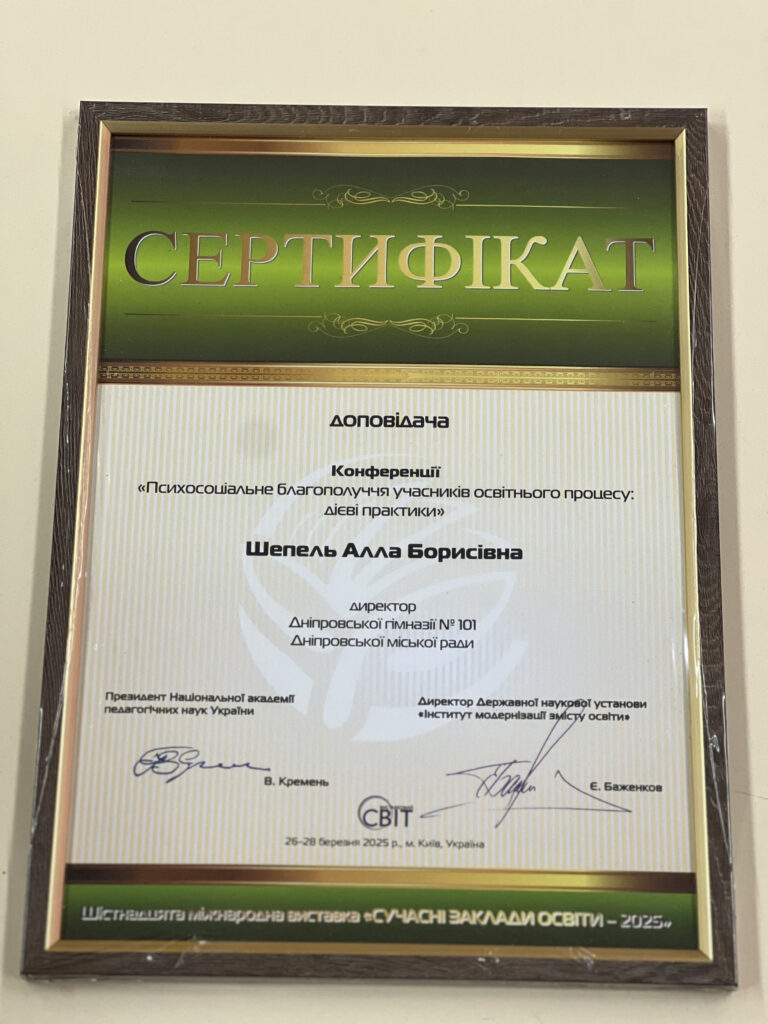 СЕРТИФІКАТ
доповідача
Конференції
«Психосоціальне благополуччя учасників освітнього процесу:
дієві практики»
Шепель Алла Борисівна
директор
Дніпровської гімназії № 101
Дніпровської міської ради
Президент Національної академії
педагогічних наук України
В. Кремень
Директор Державної наукової установи
«Інститут модернізації змісту освіти»
Є. Баженков
СВІТ
26–28 березня 2025 р., м. Київ, Україна
Шістнадцята міжнародна виставка «СУЧАСНІ ЗАКЛАДИ ОСВІТИ – 2025»